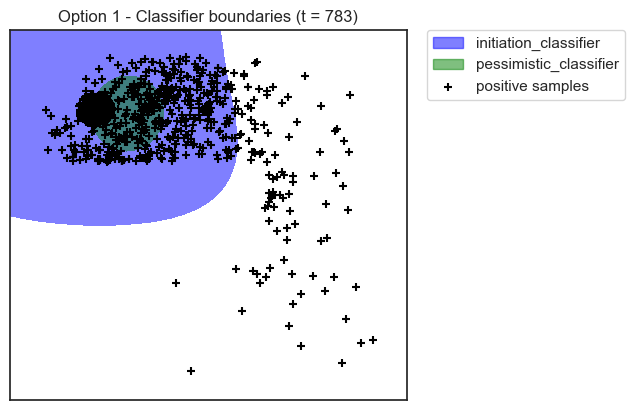 Option 1 - Classifier boundaries (t = 783)
initiation_classifier
pessimistic_classifier
positive samples